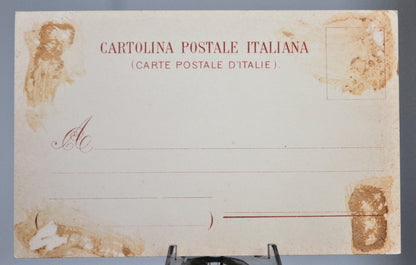 CARTOLINA POSTALE ITALIANA
(CARTE POSTALE D'ITALIE).
A
( )